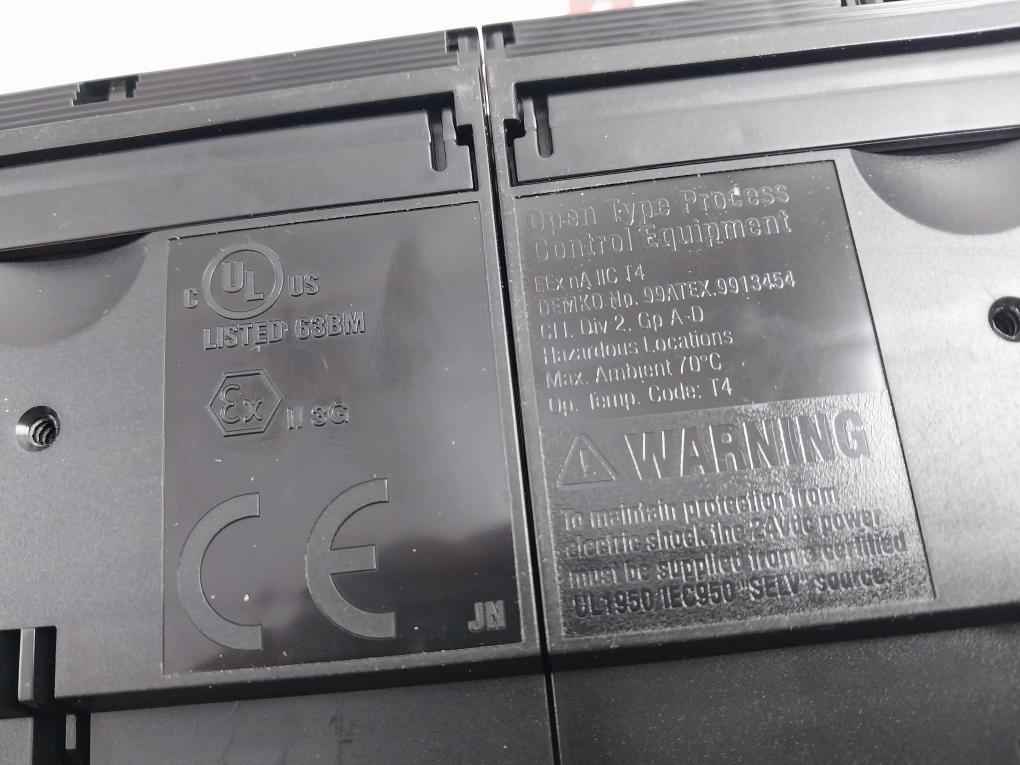 C UL US
LISTED 63BM
Ex II 3G
CE
JN
Open Type Process
Control Equipment
EEx nA IIC T4
DEMKO No. 99ATEX.9913454
Cl I, Div 2, Gp A-D
Hazardous Locations
Max. Ambient 70°C
Op. Temp. Code: T4
WARNING
To maintain protection from
electric shock the 24Vdc power
must be supplied from a certified
UL1950/IEC950 "SELV" source.